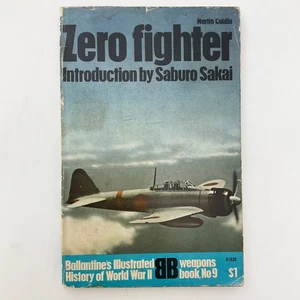 Martin Caidin
Zero fighter
Introduction by Saburo Sakai
Ballantine's Illustrated
History of World War II
BB
weapons
book No 9
$1